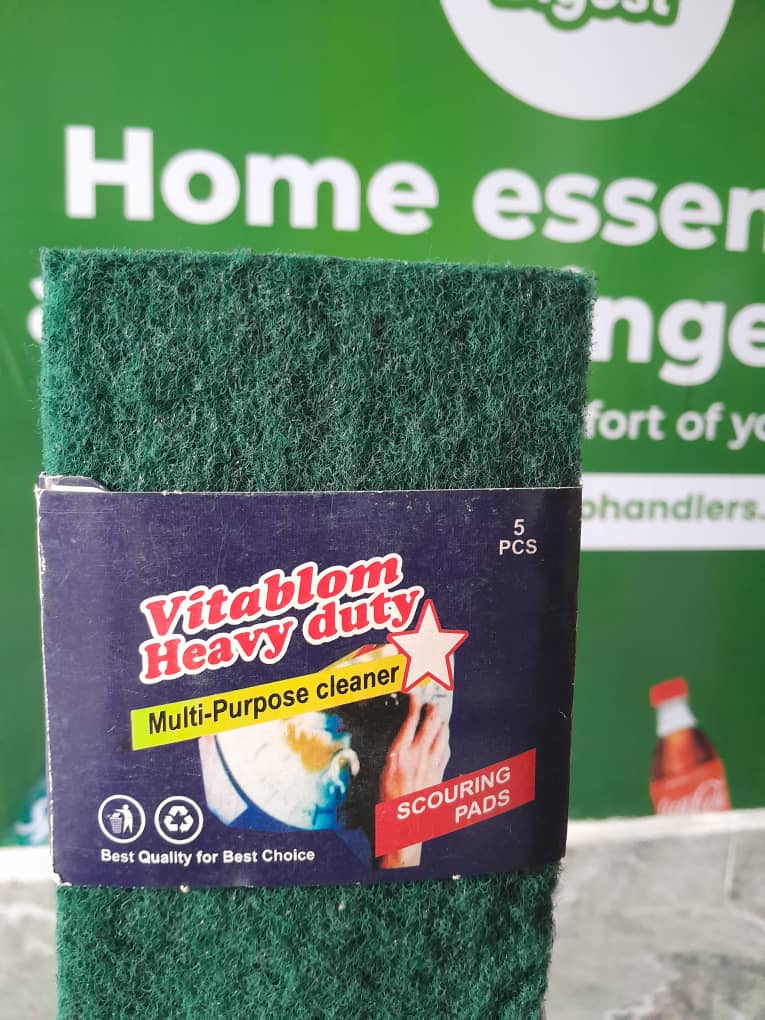 Home essen
nge
fort of yo
phandlers.
5
PCS
Vitablom
Heavy duty
Multi-Purpose cleaner
SCOURING
PADS
Best Quality for Best Choice